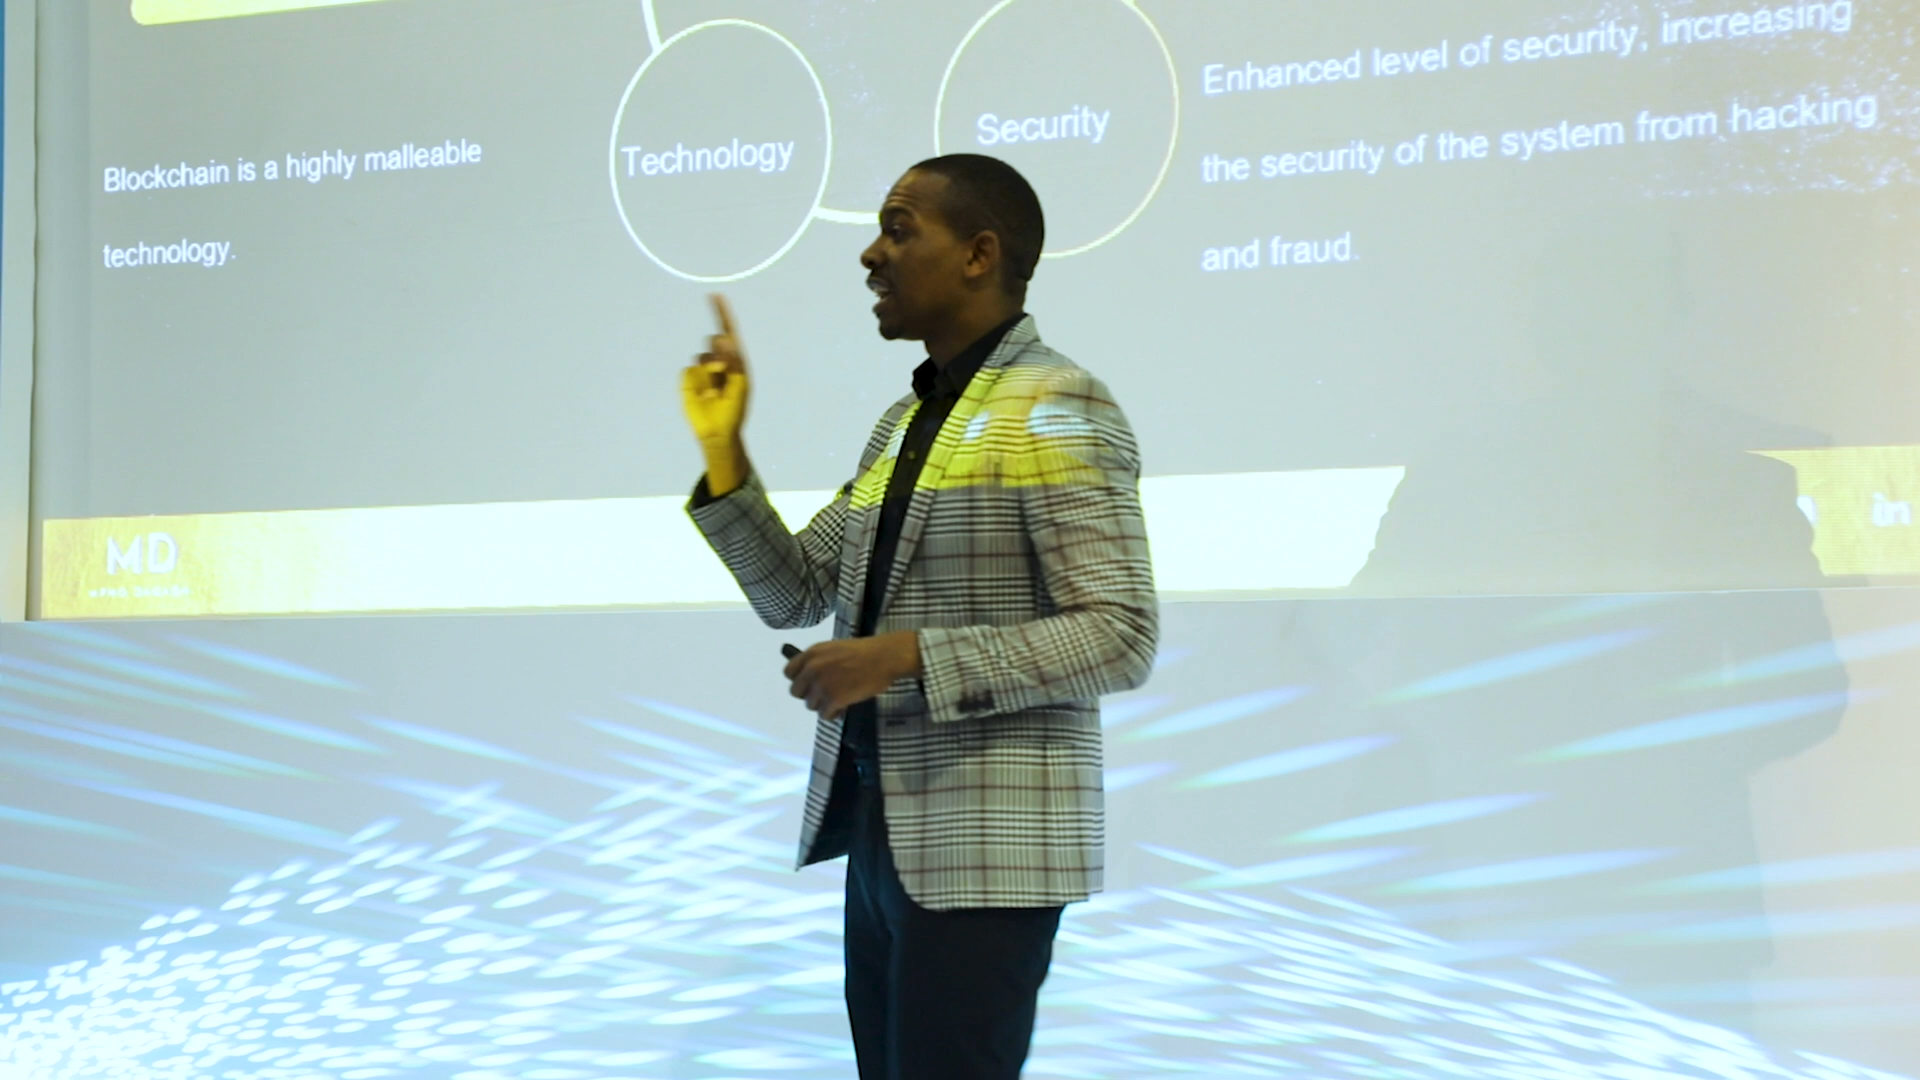 Blockchain is a highly malleable
technology.
Technology
Security
Enhanced level of security, increasing
the security of the system from hacking
and fraud.
MD
in